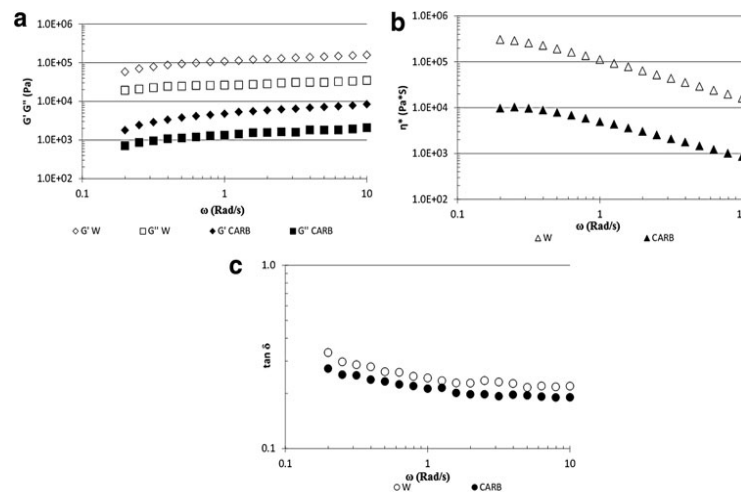 a
1.0E+06
1.0E+05
1.0E+04
1.0E+03
1.0E+02
G' G'' (Pa)
0.1 1 10
ω (Rad/s)
◇ G' W □ G'' W ◆ G' CARB ■ G'' CARB
b
1.0E+06
1.0E+05
1.0E+04
1.0E+03
1.0E+02
η* (Pa*S)
0.1 1 1
ω (Rad/s)
△ W ▲ CARB
c
1.0
0.1
tan δ
0.1 1 10
ω (Rad/s)
○ W ● CARB